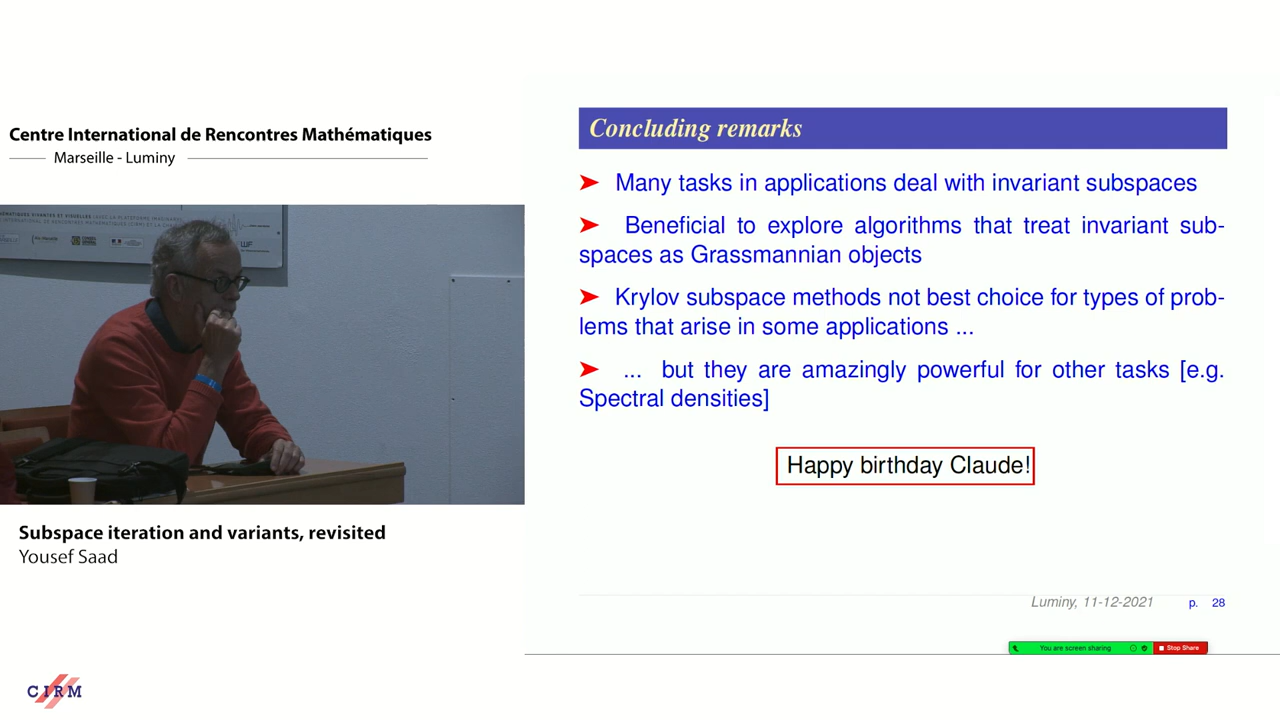 Centre International de Rencontres Mathématiques
Marseille - Luminy
Subspace iteration and variants, revisited
Yousef Saad
CIRM
Concluding remarks
➤ Many tasks in applications deal with invariant subspaces
➤ Beneficial to explore algorithms that treat invariant sub-
spaces as Grassmannian objects
➤ Krylov subspace methods not best choice for types of prob-
lems that arise in some applications ...
➤ ... but they are amazingly powerful for other tasks [e.g.
Spectral densities]
Happy birthday Claude!
Luminy, 11-12-2021 p. 28
You are screen sharing Stop Share